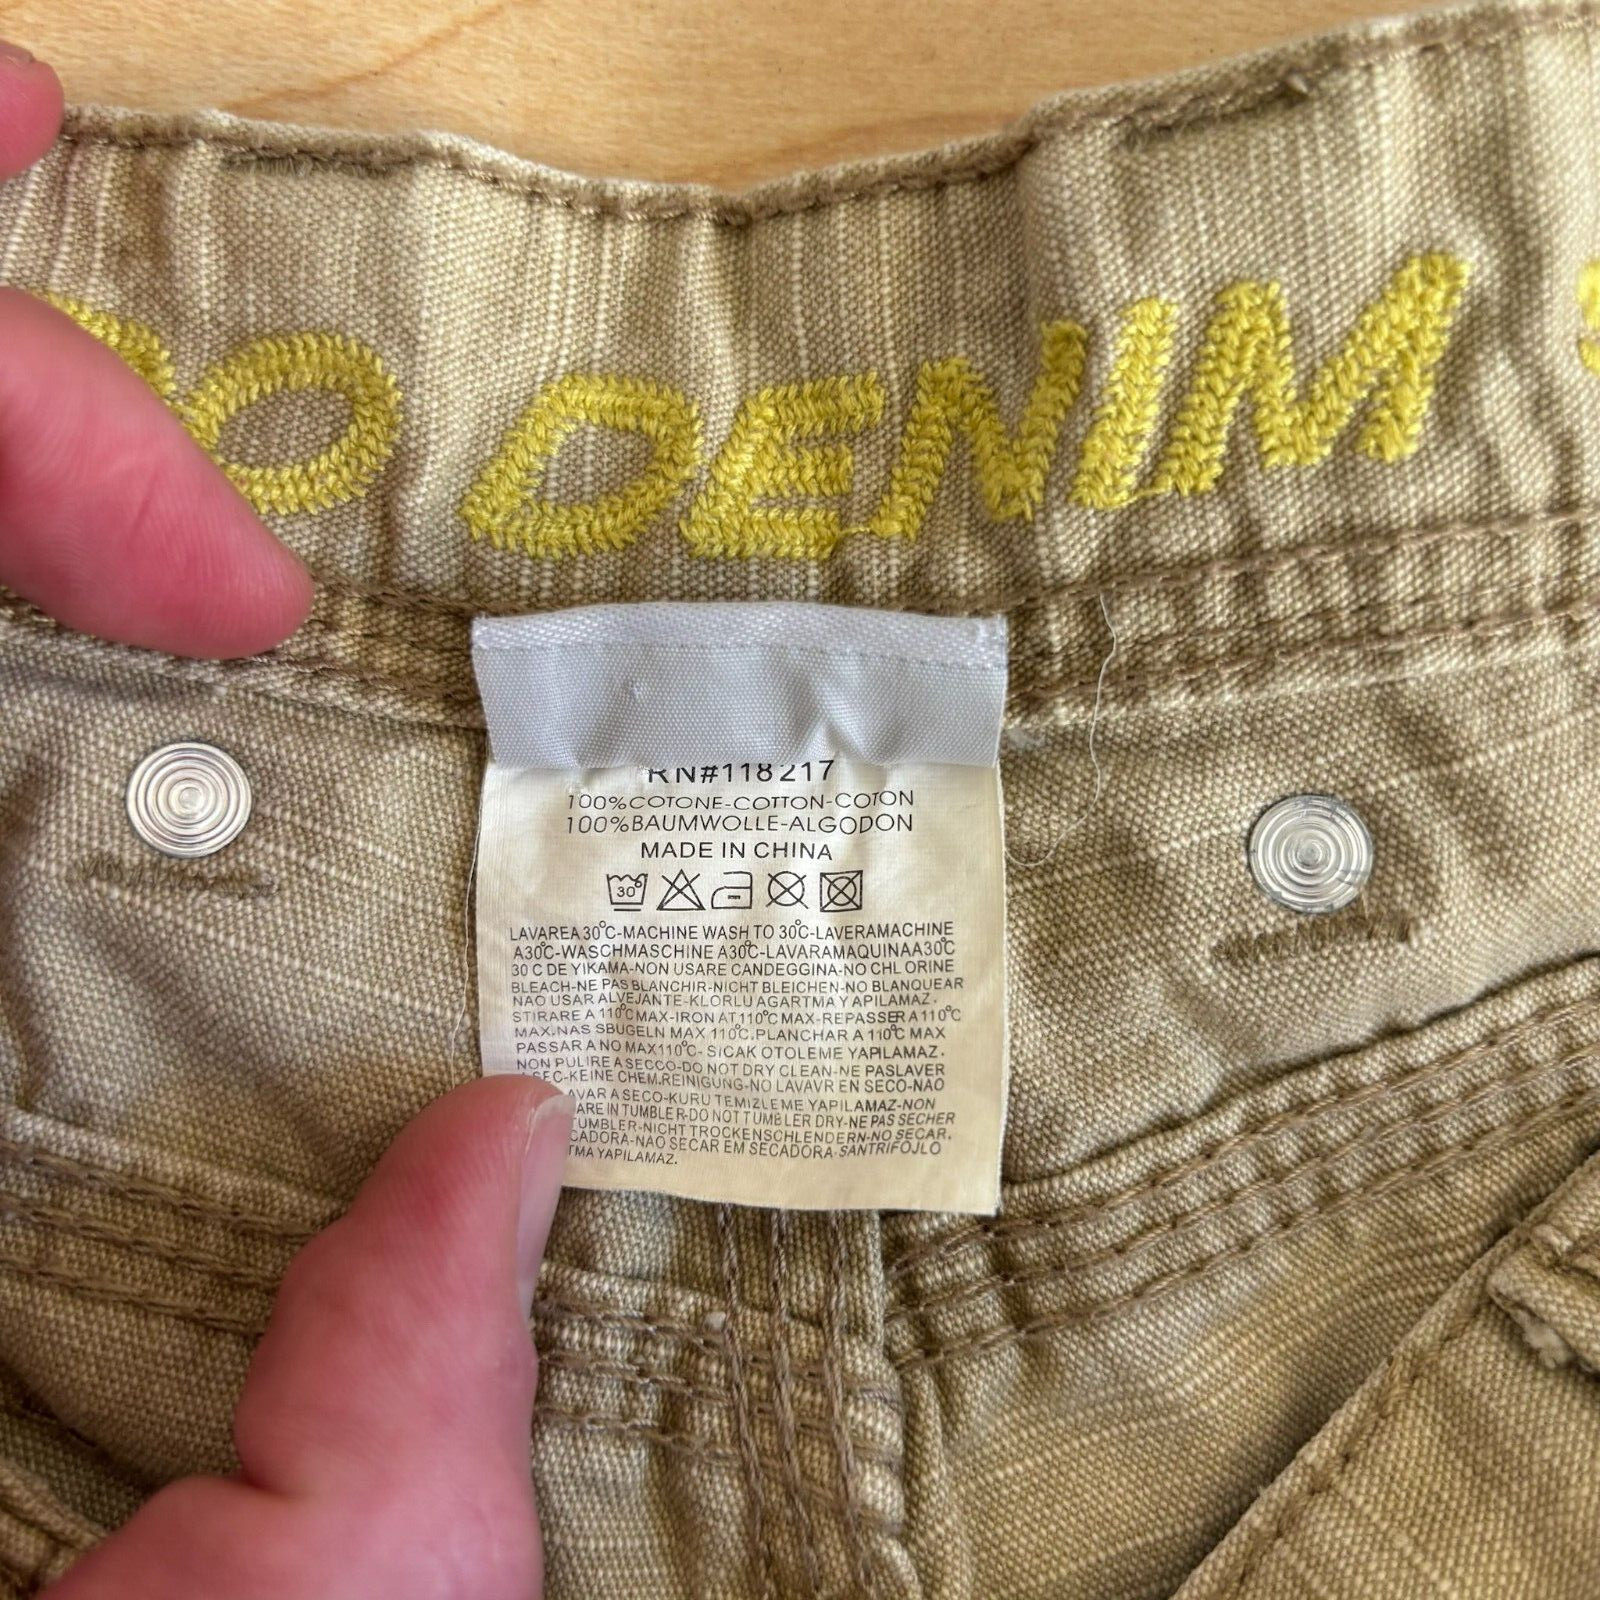 DENIM
RN#118217
100%COTONE-COTTON-COTON
100%BAUMWOLLE-ALGODON
MADE IN CHINA
30°
LAVAREA30°C-MACHINE WASH TO 30°C-LAVERAMACHINE
A30°C-WASCHMASCHINE A30°C-LAVARAMAQUINAA30°C
30 C DE YIKAMA-NON USARE CANDEGGINA-NO CHL ORINE
BLEACH-NE PAS BLANCHIR-NICHT BLEICHEN-NO BLANQUEAR
NAO USAR ALVEJANTE-KLORLU AGARTMA Y APILAMAZ.
STIRARE A 110°C MAX-IRON AT 110°C MAX-REPASSER A 110°C
MAX.NAS SBUGELN MAX 110°C.PLANCHAR A 110°C MAX
PASSAR A NO MAX110°C- SICAK OTOLEME YAPILAMAZ.
NON PULIRE A SECCO-DO NOT DRY CLEAN-NE PASLAVER
SEC-KEINE CHEM.REINIGUNG-NO LAVAVR EN SECO-NAO
AVAR A SECO-KURU TEMIZLEME YAPILAMAZ-NON
ARE IN TUMBLER-DO NOT TUMBLER DRY-NE PAS SECHER
TUMBLER-NICHT TROCKENSCHLENDERN-NO SECAR.
CADORA-NAO SECAR EM SECADORA-SANTRIFOJLO
TMA YAPILAMAZ.